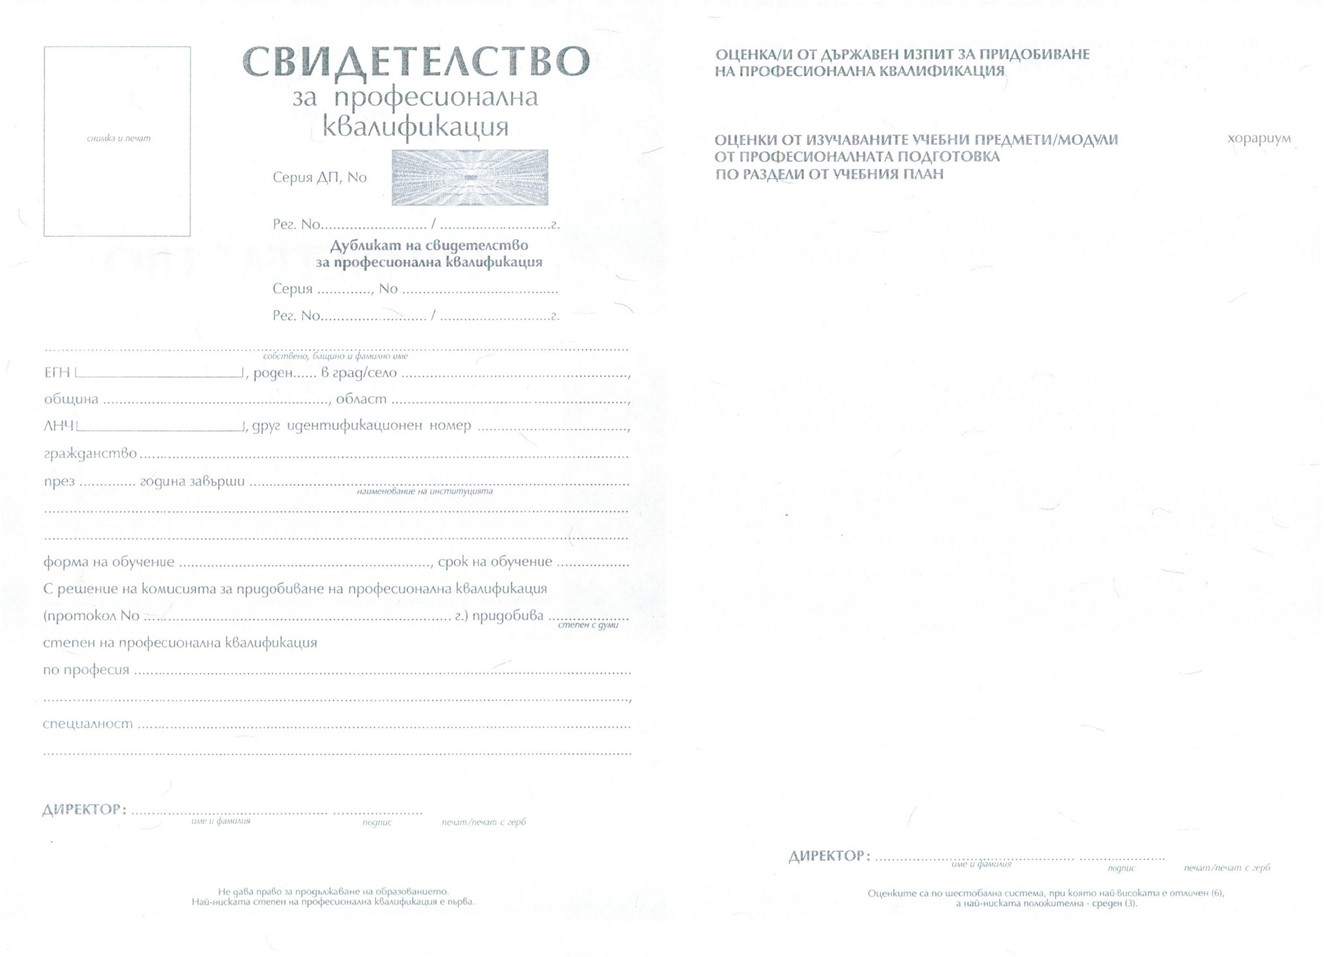 СВИДЕТЕЛСТВО
за професионална
квалификация
снимка и печат
Серия ДП, No
Рег. No.......................... / ...........................г.
Дубликат на свидетелство
за професионална квалификация
Серия ............., No ......................................
Рег. No.......................... / ...........................г.
собствено, бащино и фамилно име
ЕГН |_______________|, роден...... в град/село ........................................................,
община ........................................................, област ..........................................................,
ЛНЧ|_______________|, друг идентификационен номер .....................................,
гражданство........................................................................................................................
през .............. година завърши .............................................................................................
наименование на институцията
форма на обучение .............................................................., срок на обучение ..................
С решение на комисията за придобиване на професионална квалификация
(протокол No ........................................................................... г.) придобива ....................
степен с думи
степен на професионална квалификация
по професия ..........................................................................................................................
специалност .........................................................................................................................
ДИРЕКТОР: ................................................ ......................
име и фамилия подпис печат/печат с герб
Не дава право за продължаване на образованието.
Най-ниската степен на професионална квалификация е първа.
ОЦЕНКА/И ОТ ДЪРЖАВЕН ИЗПИТ ЗА ПРИДОБИВАНЕ
НА ПРОФЕСИОНАЛНА КВАЛИФИКАЦИЯ
ОЦЕНКИ ОТ ИЗУЧАВАНИТЕ УЧЕБНИ ПРЕДМЕТИ/МОДУЛИ хорариум
ОТ ПРОФЕСИОНАЛНАТА ПОДГОТОВКА
ПО РАЗДЕЛИ ОТ УЧЕБНИЯ ПЛАН
ДИРЕКТОР: ................................................. .....................
име и фамилия подпис печат/печат с герб
Оценките са по шестобална система, при която най-високата е отличен (6),
а най-ниската положителна - среден (3).